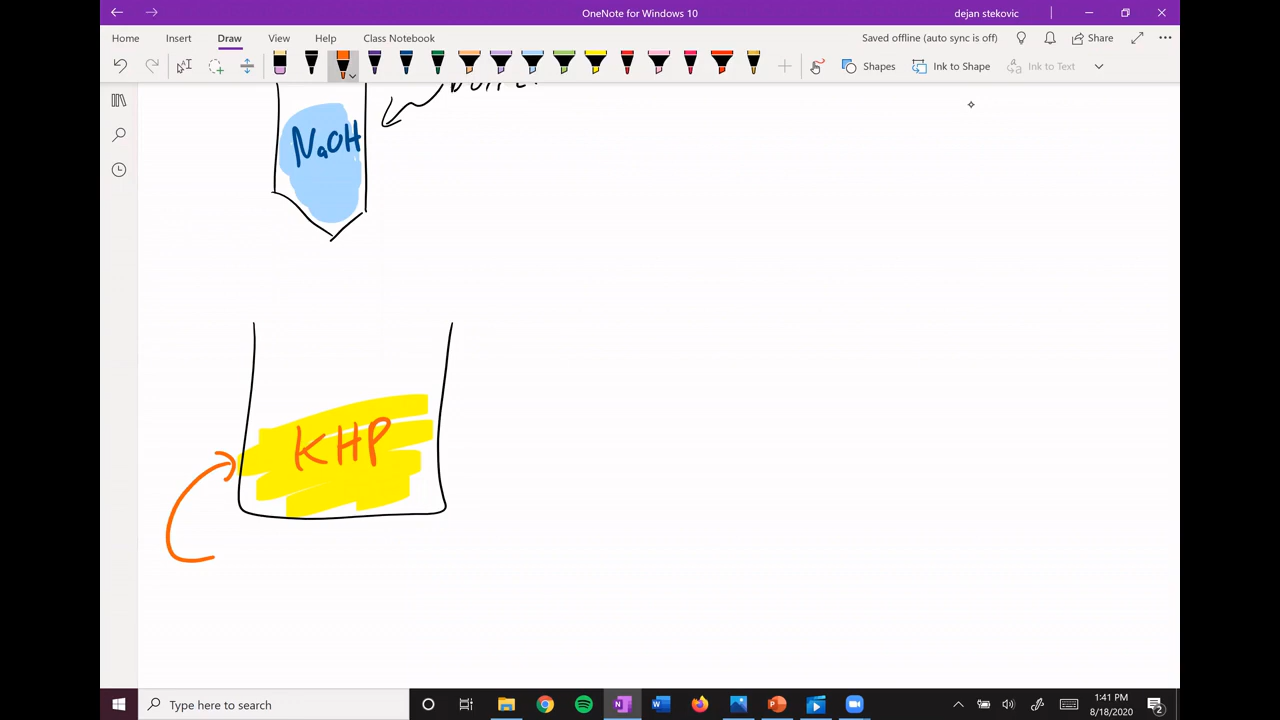 OneNote for Windows 10
dejan stekovic
Home
Insert
Draw
View
Help
Class Notebook
Saved offline (auto sync is off)
Share
Shapes
Ink to Shape
Ink to Text
NaOH
KHP
Type here to search
1:41 PM
8/18/2020
2